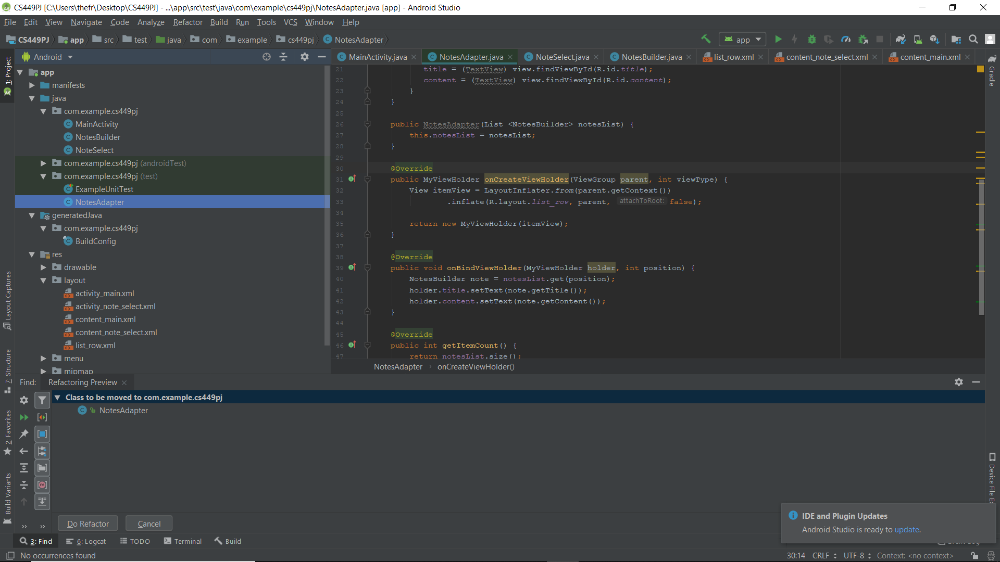 CS449PJ [C:\Users\thefr\Desktop\CS449PJ] - ...\app\src\test\java\com\example\cs449pj\NotesAdapter.java [app] - Android Studio
File Edit View Navigate Code Analyze Refactor Build Run Tools VCS Window Help
CS449PJ app src test java com example cs449pj NotesAdapter
app
1: Project
Layout Captures
7: Structure
2: Favorites
Build Variants
Android
app
manifests
java
com.example.cs449pj
MainActivity
NotesBuilder
NoteSelect
com.example.cs449pj (androidTest)
com.example.cs449pj (test)
ExampleUnitTest
NotesAdapter
generatedJava
com.example.cs449pj
BuildConfig
res
drawable
layout
activity_main.xml
activity_note_select.xml
content_main.xml
content_note_select.xml
list_row.xml
menu
mipmap
MainActivity.java NotesAdapter.java NoteSelect.java NotesBuilder.java list_row.xml content_note_select.xml content_main.xml
21 title = (TextView) view.findViewById(R.id.title);
22 content = (TextView) view.findViewById(R.id.content);
23 }
24 }
25
26 public NotesAdapter(List <NotesBuilder> notesList) {
27 this.notesList = notesList;
28 }
29
30 @Override
31 public MyViewHolder onCreateViewHolder(ViewGroup parent, int viewType) {
32 View itemView = LayoutInflater.from(parent.getContext())
33 .inflate(R.layout.list_row, parent, attachToRoot: false);
34
35 return new MyViewHolder(itemView);
36 }
37
38 @Override
39 public void onBindViewHolder(MyViewHolder holder, int position) {
40 NotesBuilder note = notesList.get(position);
41 holder.title.setText(note.getTitle());
42 holder.content.setText(note.getContent());
43 }
44
45 @Override
46 public int getItemCount() {
47 return notesList.size();
NotesAdapter › onCreateViewHolder()
Gradle
Find: Refactoring Preview
Class to be moved to com.example.cs449pj
NotesAdapter
Do Refactor Cancel
Device File Ex
IDE and Plugin Updates
Android Studio is ready to update.
3: Find 6: Logcat TODO Terminal Build
No occurrences found
30:14 CRLF UTF-8 Context: <no context>